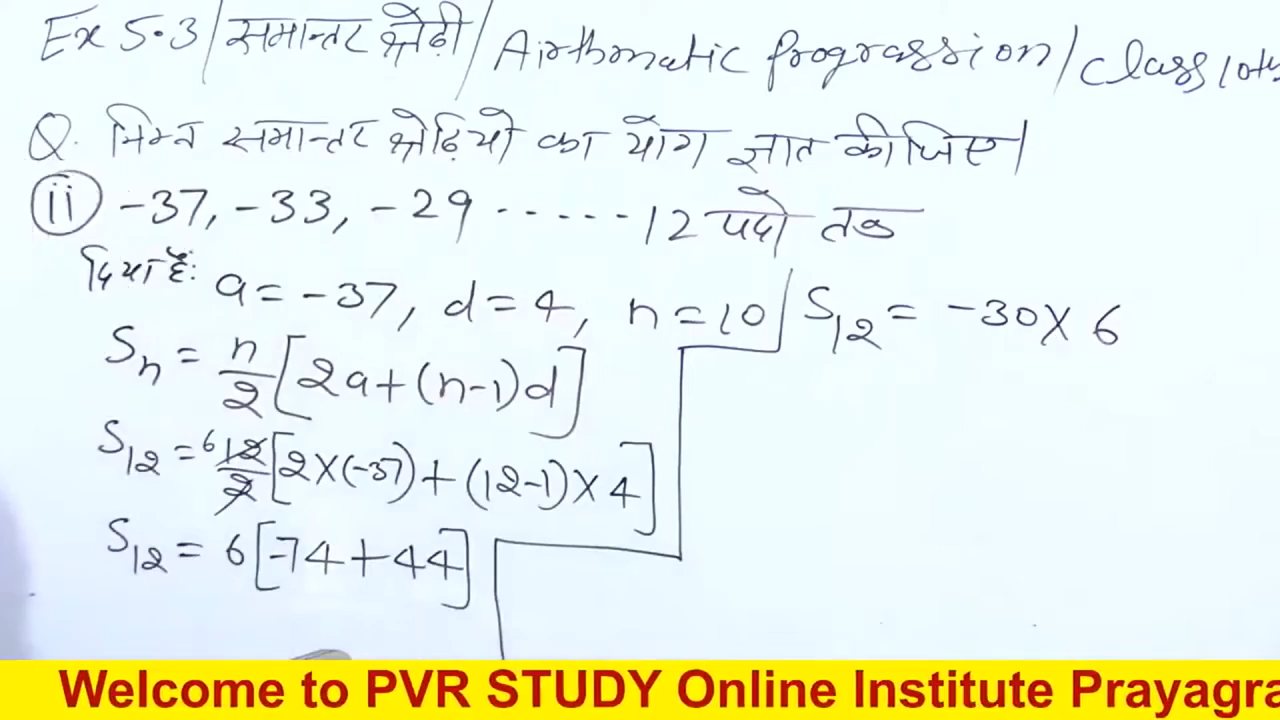 Ex 5.3/समान्तर श्रेढ़ी/Airthmatic progression/class 10th
Q. निम्न समान्तर श्रेढ़ियों का योग ज्ञात कीजिए।
(ii) -37, -33, -29 ...... 12 पदों तक
दिया है: a = -37, d = 4, n = 10
Sₙ = n/2 [2a+(n-1)d]
S₁₂ = 6 12/2 [2×(-37)+(12-1)×4]
S₁₂ = 6[-74+44]
S₁₂ = -30×6
Welcome to PVR STUDY Online Institute Prayagra